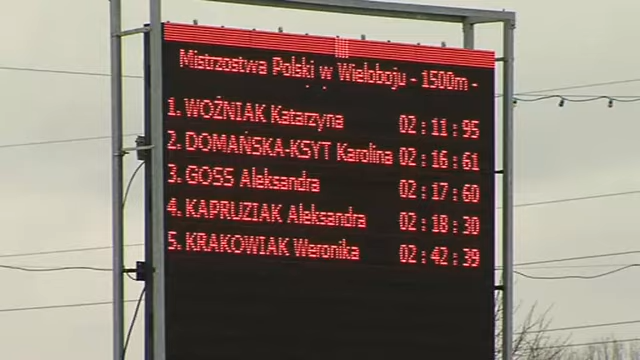 Mistrzostwa Polski w Wieloboju - 1500m -
1. WOŹNIAK Katarzyna 02 : 11 : 95
2. DOMAŃSKA-KSYT Karolina 02 : 16 : 61
3. GOSS Aleksandra 02 : 17 : 60
4. KAPRUZIAK Aleksandra 02 : 18 : 30
5. KRAKOWIAK Weronika 02 : 42 : 39